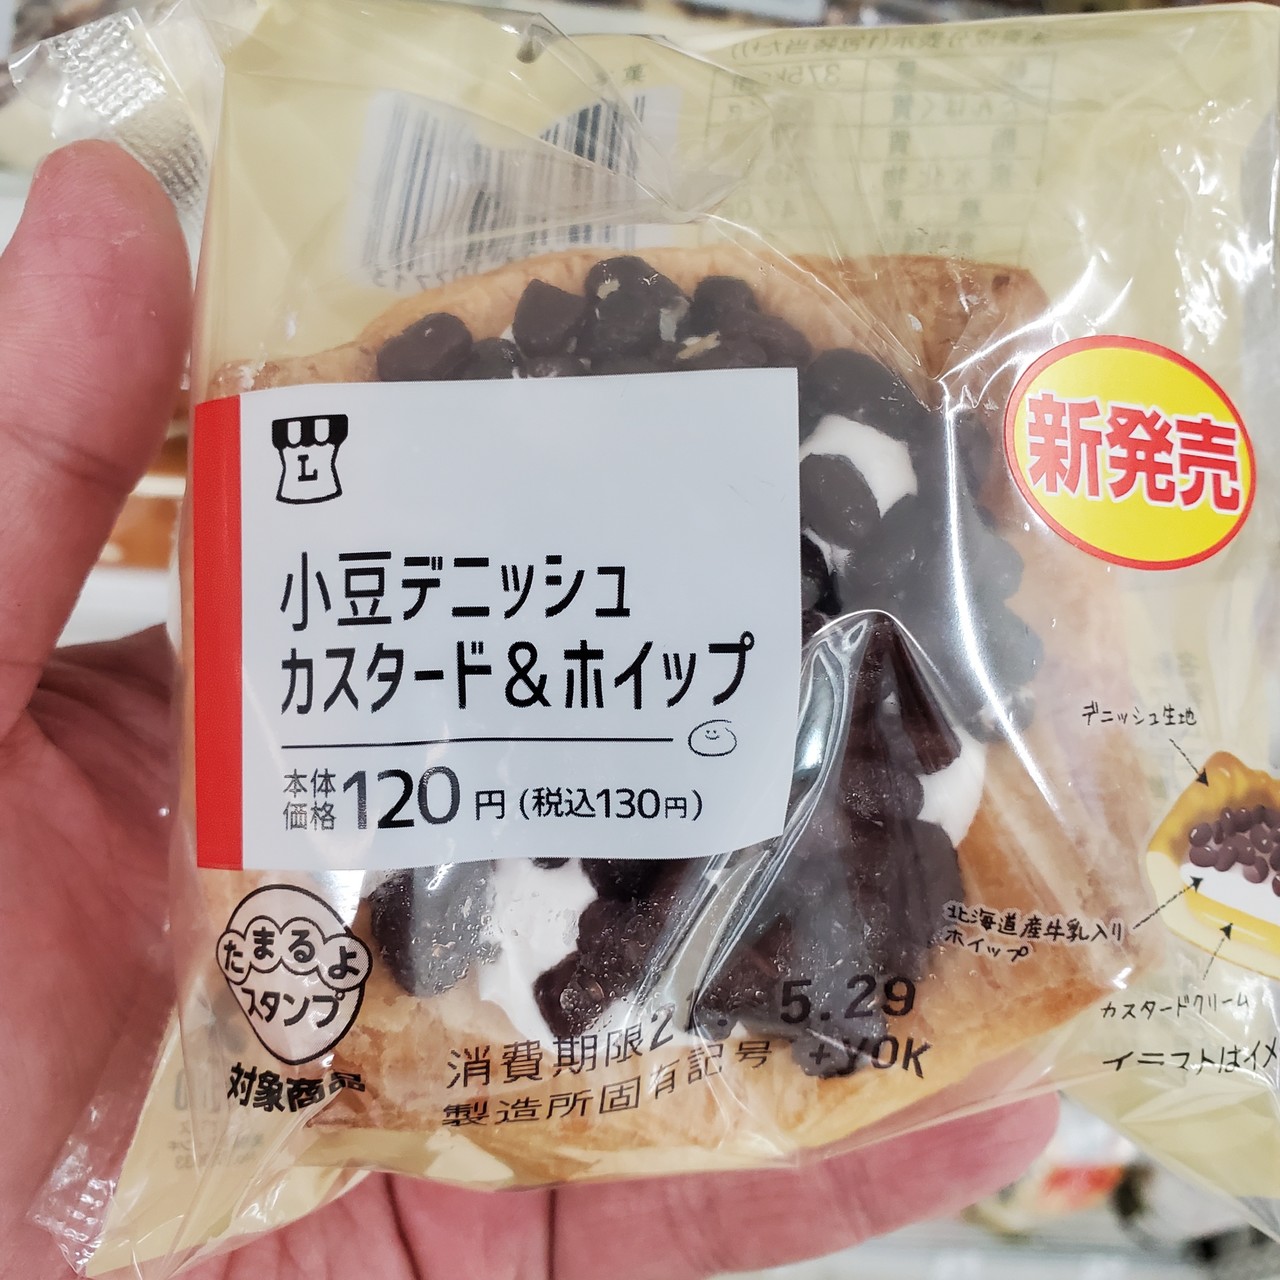 L
小豆デニッシュ
カスタード&ホイップ
本体
価格 120円 (税込130円)
新発売
デニッシュ生地
北海道産牛乳入り
ホイップ
カスタードクリーム
たまるよ
スタンプ
対象商品
消費期限21. 5.29
製造所固有記号 +YOK